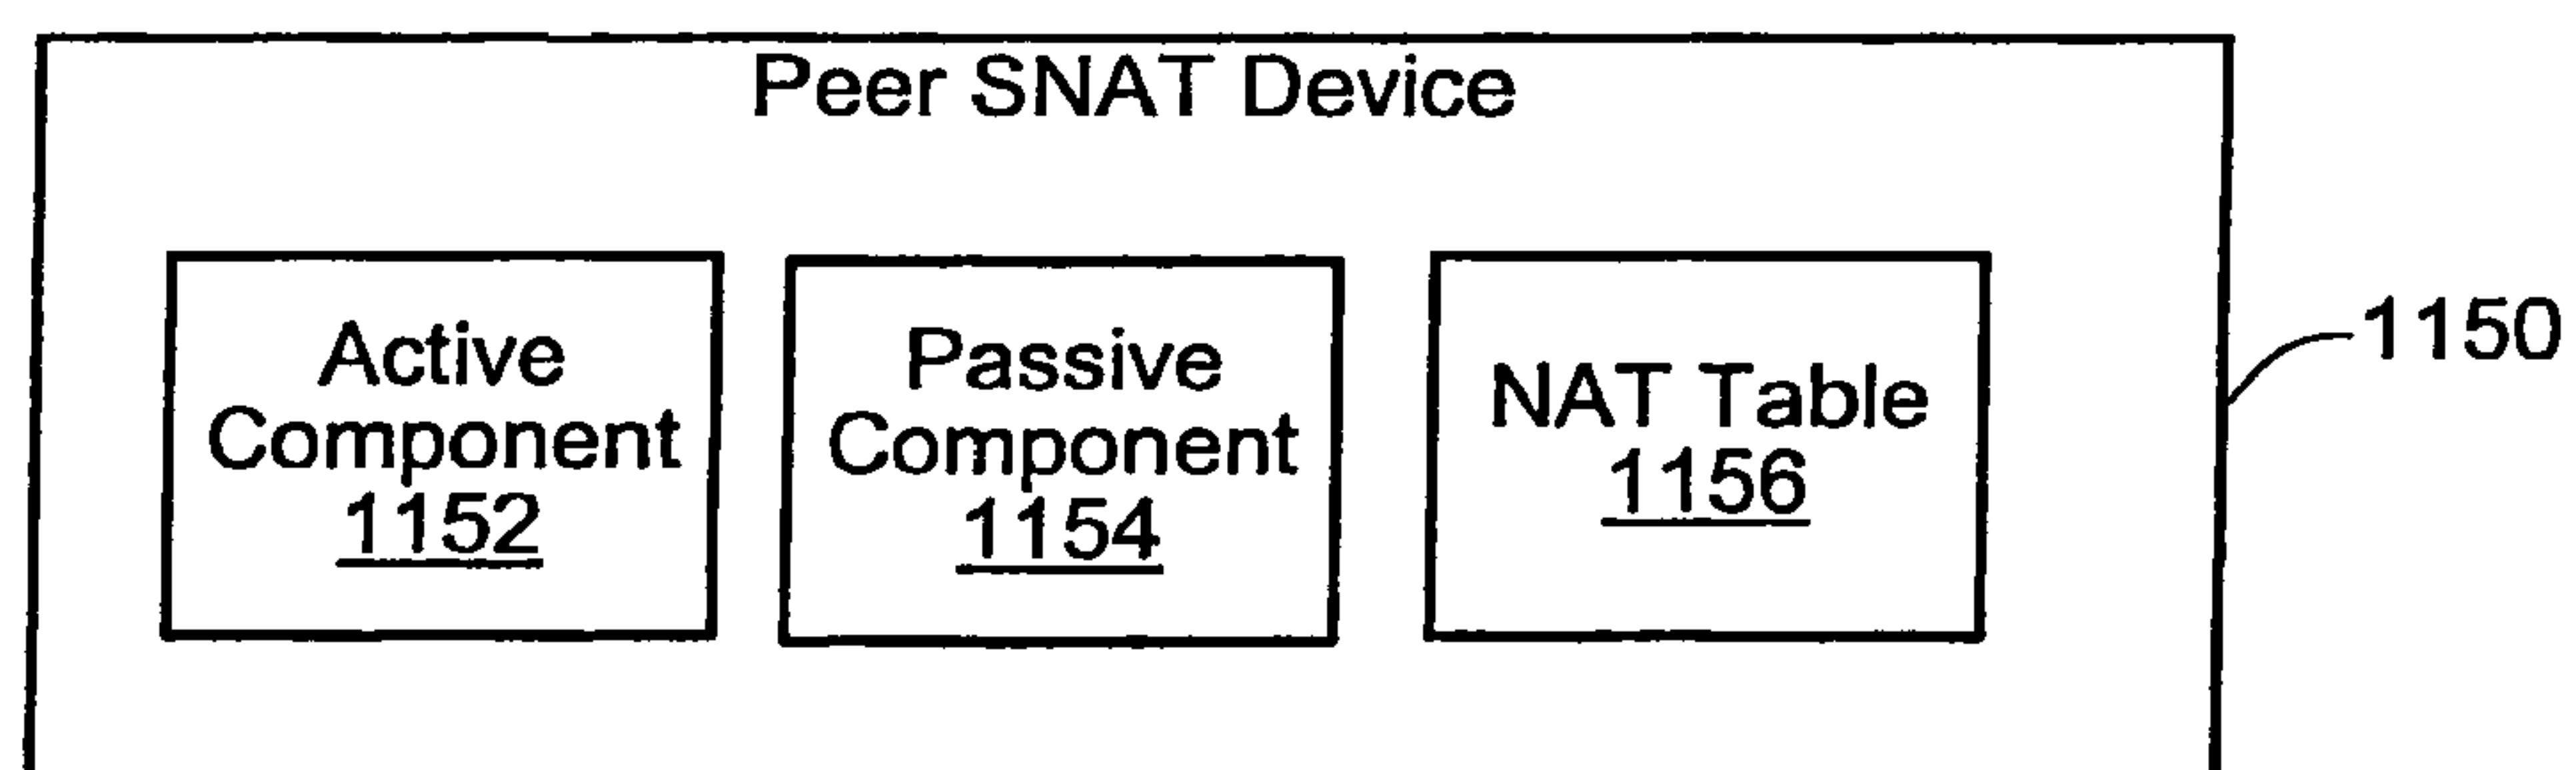 Peer SNAT Device
Active
Component
1152
Passive
Component
1154
NAT Table
1156
1150